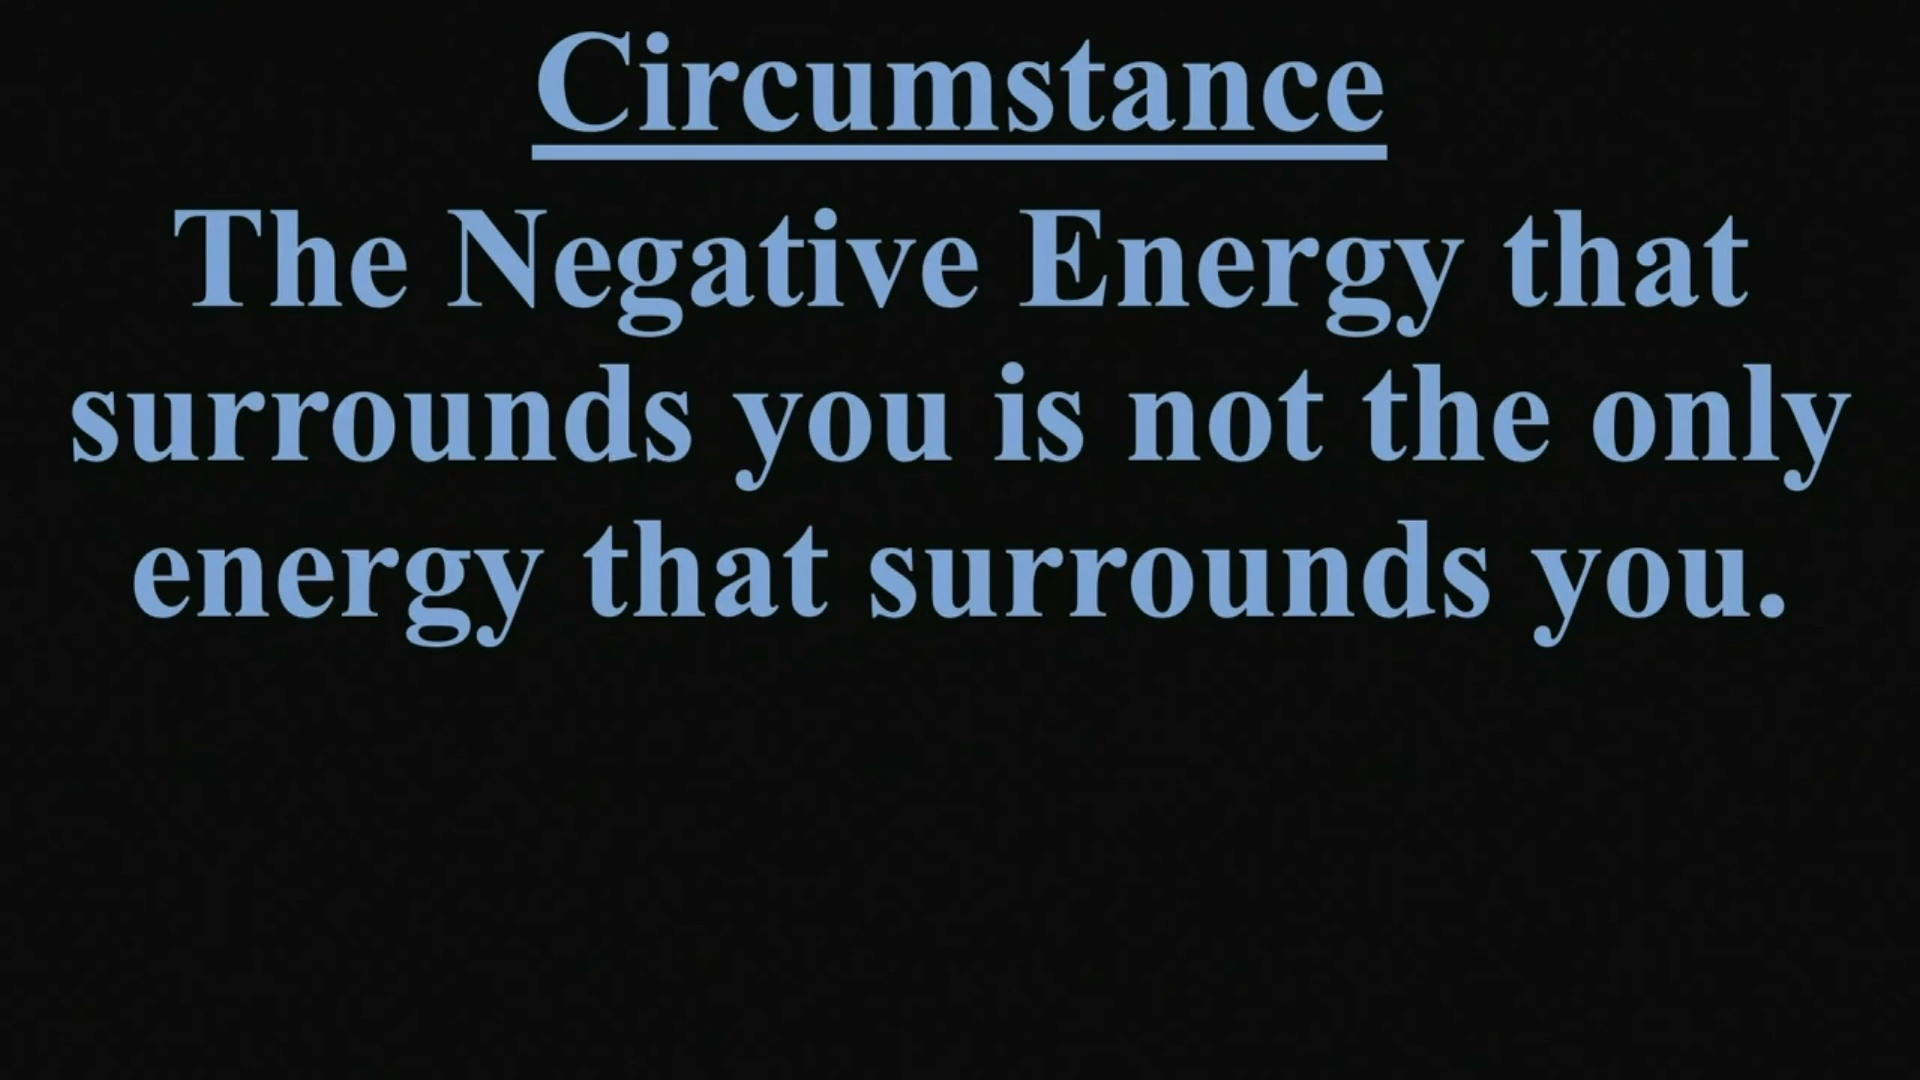 Circumstance
The Negative Energy that
surrounds you is not the only
energy that surrounds you.